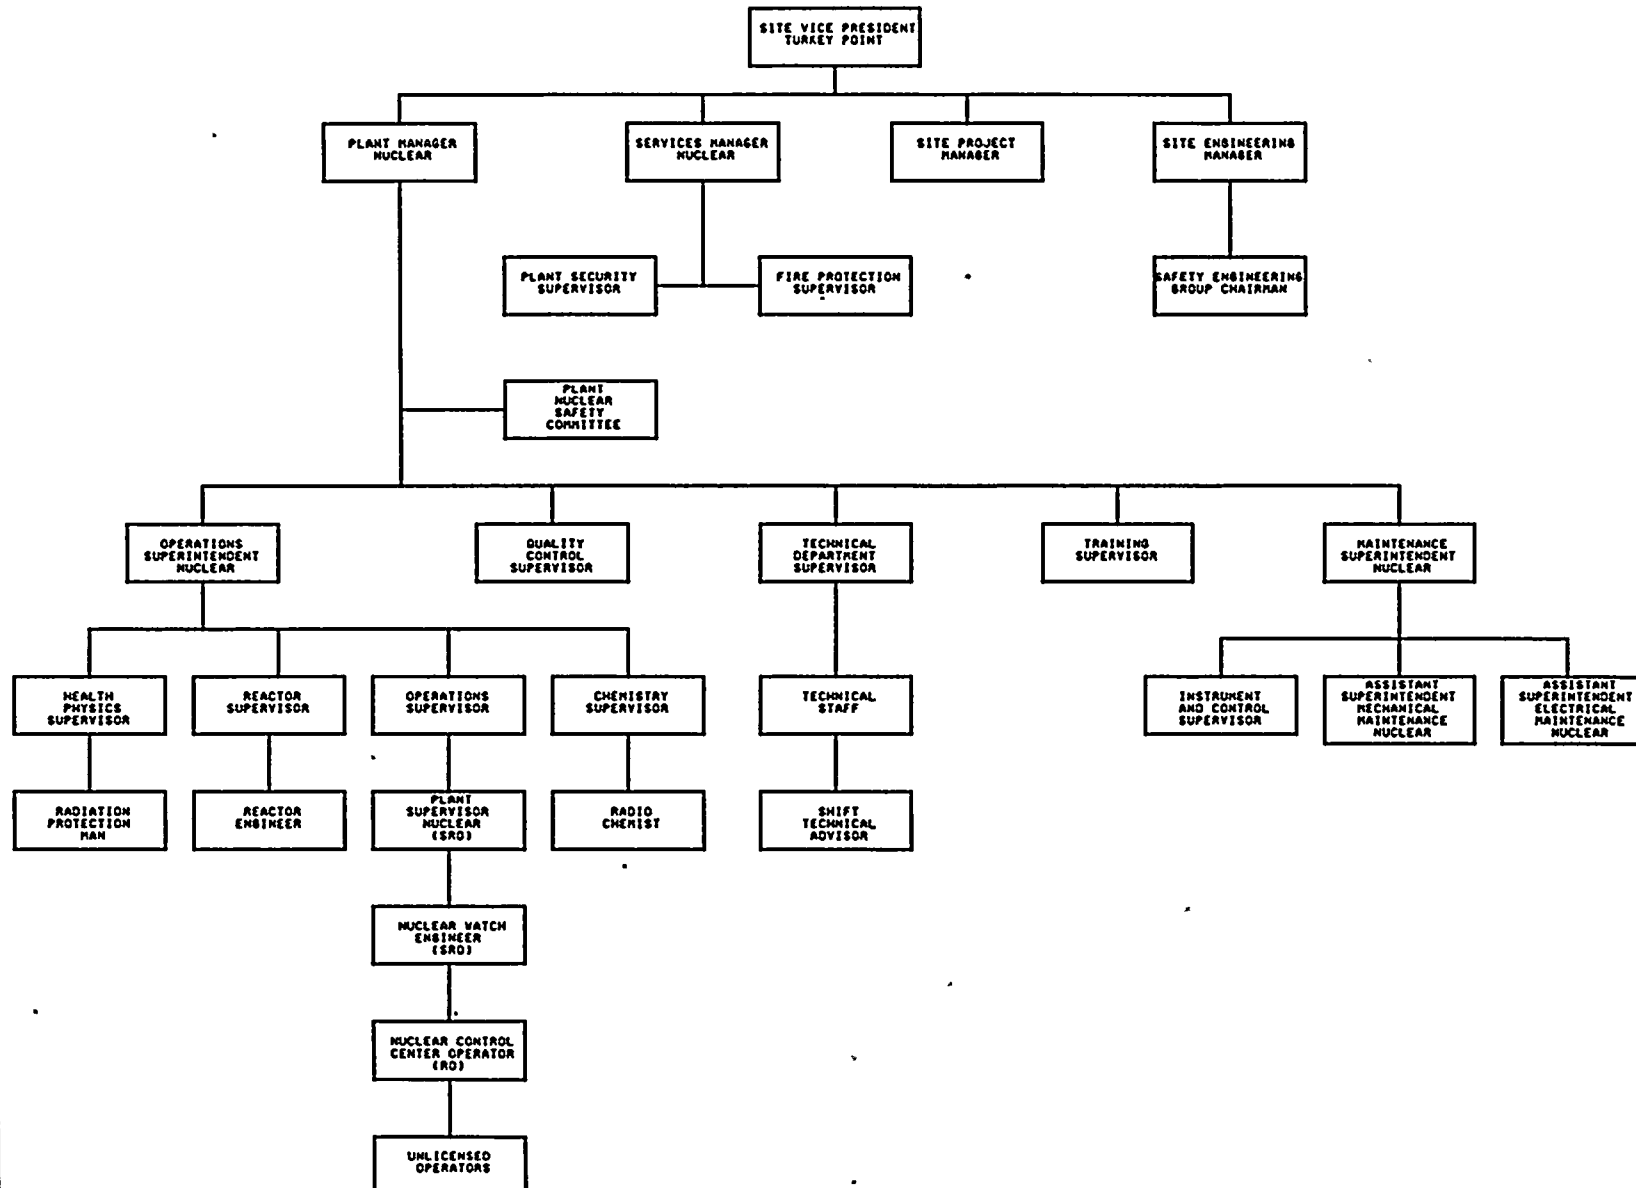 SITE VICE PRESIDENT
TURKEY POINT
PLANT MANAGER
NUCLEAR
SERVICES MANAGER
NUCLEAR
SITE PROJECT
MANAGER
SITE ENGINEERING
MANAGER
PLANT SECURITY
SUPERVISOR
FIRE PROTECTION
SUPERVISOR
SAFETY ENGINEERING
GROUP CHAIRMAN
PLANT
NUCLEAR
SAFETY
COMMITTEE
OPERATIONS
SUPERINTENDENT
NUCLEAR
QUALITY
CONTROL
SUPERVISOR
TECHNICAL
DEPARTMENT
SUPERVISOR
TRAINING
SUPERVISOR
MAINTENANCE
SUPERINTENDENT
NUCLEAR
HEALTH
PHYSICS
SUPERVISOR
REACTOR
SUPERVISOR
OPERATIONS
SUPERVISOR
CHEMISTRY
SUPERVISOR
TECHNICAL
STAFF
INSTRUMENT
AND CONTROL
SUPERVISOR
ASSISTANT
SUPERINTENDENT
MECHANICAL
MAINTENANCE
NUCLEAR
ASSISTANT
SUPERINTENDENT
ELECTRICAL
MAINTENANCE
NUCLEAR
RADIATION
PROTECTION
MAN
REACTOR
ENGINEER
PLANT
SUPERVISOR
NUCLEAR
(SRO)
RADIO
CHEMIST
SHIFT
TECHNICAL
ADVISOR
NUCLEAR WATCH
ENGINEER
(SRO)
NUCLEAR CONTROL
CENTER OPERATOR
(RO)
UNLICENSED
OPERATORS